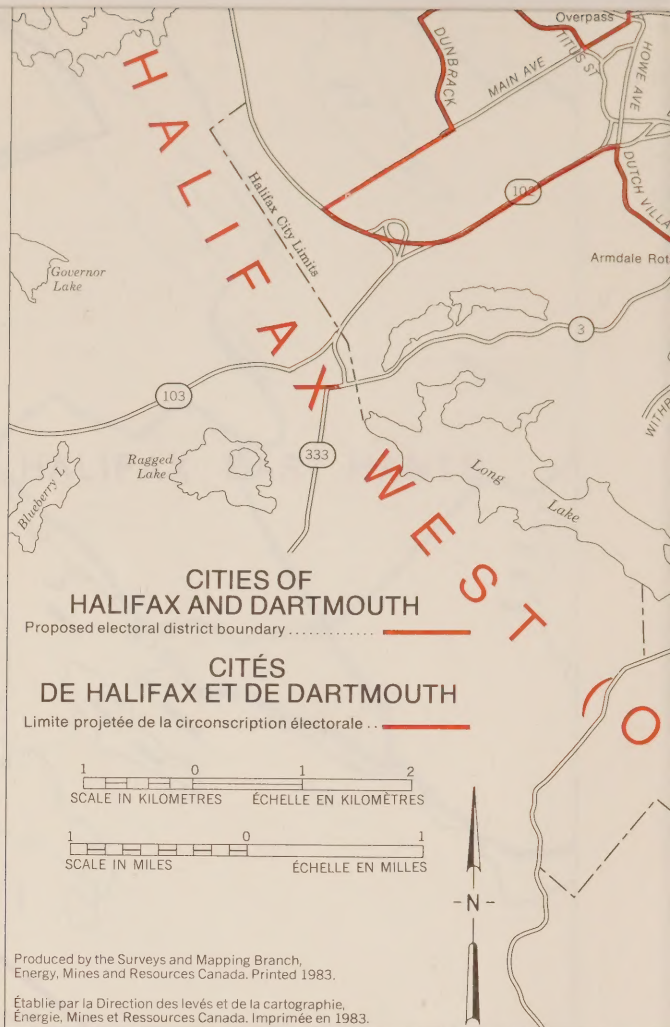 Overpass
TITUS ST
HOWE AVE
DUNBRACK
MAIN AVE
102
DUTCH
Armdale
HALIFAX WEST
Halifax City Limits
Governor
Lake
3
103
333
Ragged
Lake
Blueberry L.
Long
Lake
CITIES OF
HALIFAX AND DARTMOUTH
Proposed electoral district boundary ............
CITÉS
DE HALIFAX ET DE DARTMOUTH
Limite projetée de la circonscription électorale ..
(O
1 0 1 2
SCALE IN KILOMETRES ÉCHELLE EN KILOMÈTRES
1 0 1
SCALE IN MILES ÉCHELLE EN MILLES
-N-
Produced by the Surveys and Mapping Branch,
Energy, Mines and Resources Canada. Printed 1983.
Établie par la Direction des levés et de la cartographie,
Énergie, Mines et Ressources Canada. Imprimée en 1983.